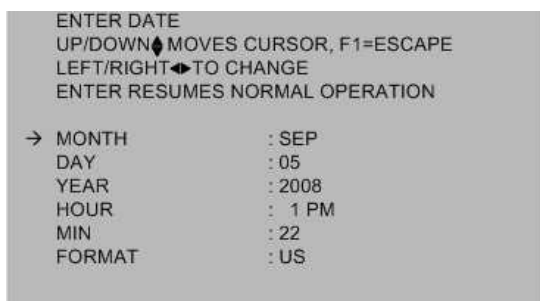 ENTER DATE
UP/DOWN▲▼ MOVES CURSOR, F1=ESCAPE
LEFT/RIGHT◄►TO CHANGE
ENTER RESUMES NORMAL OPERATION
→ MONTH : SEP
DAY : 05
YEAR : 2008
HOUR : 1 PM
MIN : 22
FORMAT : US